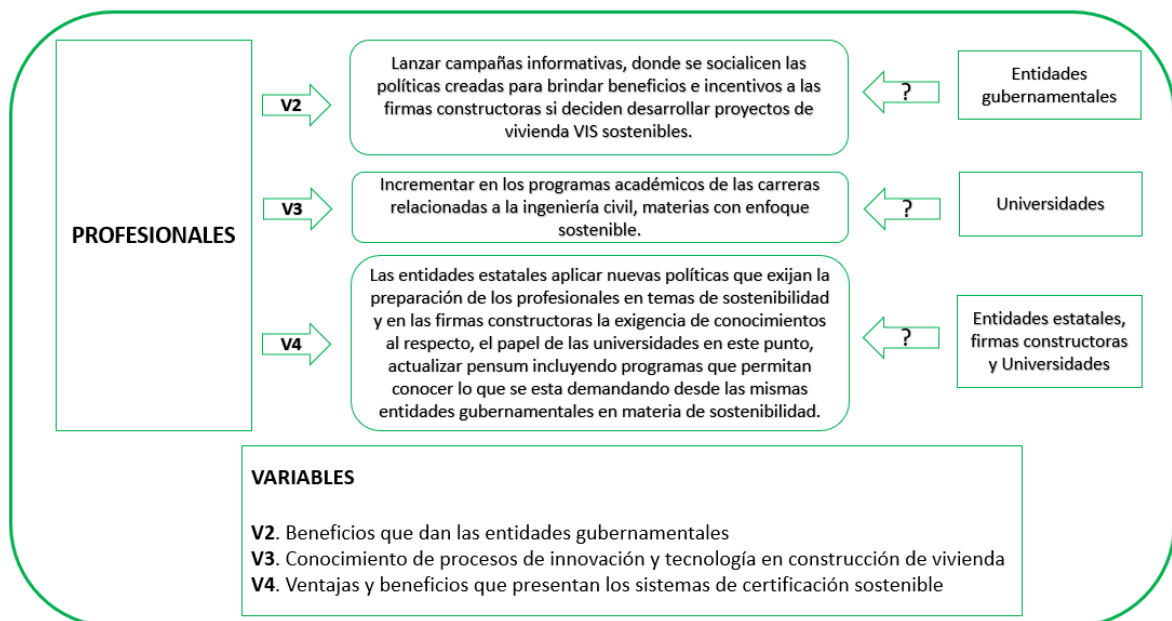 PROFESIONALES
V2
Lanzar campañas informativas, donde se socialicen las
políticas creadas para brindar beneficios e incentivos a las
firmas constructoras si deciden desarrollar proyectos de
vivienda VIS sostenibles.
?
Entidades
gubernamentales
V3
Incrementar en los programas académicos de las carreras
relacionadas a la ingeniería civil, materias con enfoque
sostenible.
?
Universidades
V4
Las entidades estatales aplicar nuevas políticas que exijan la
preparación de los profesionales en temas de sostenibilidad
y en las firmas constructoras la exigencia de conocimientos
al respecto, el papel de las universidades en este punto,
actualizar pensum incluyendo programas que permitan
conocer lo que se esta demandando desde las mismas
entidades gubernamentales en materia de sostenibilidad.
?
Entidades estatales,
firmas constructoras
y Universidades
VARIABLES
V2. Beneficios que dan las entidades gubernamentales
V3. Conocimiento de procesos de innovación y tecnología en construcción de vivienda
V4. Ventajas y beneficios que presentan los sistemas de certificación sostenible